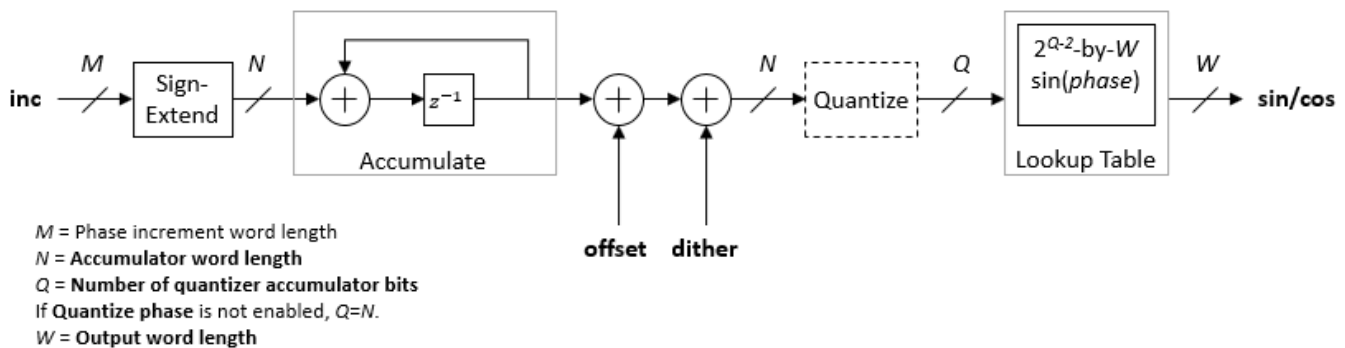 M N N Q W
inc Sign-Extend + z⁻¹ + + Quantize 2^{Q-2}-by-W sin(phase) sin/cos
Accumulate Lookup Table
offset dither
M = Phase increment word length
N = Accumulator word length
Q = Number of quantizer accumulator bits
If Quantize phase is not enabled, Q=N.
W = Output word length